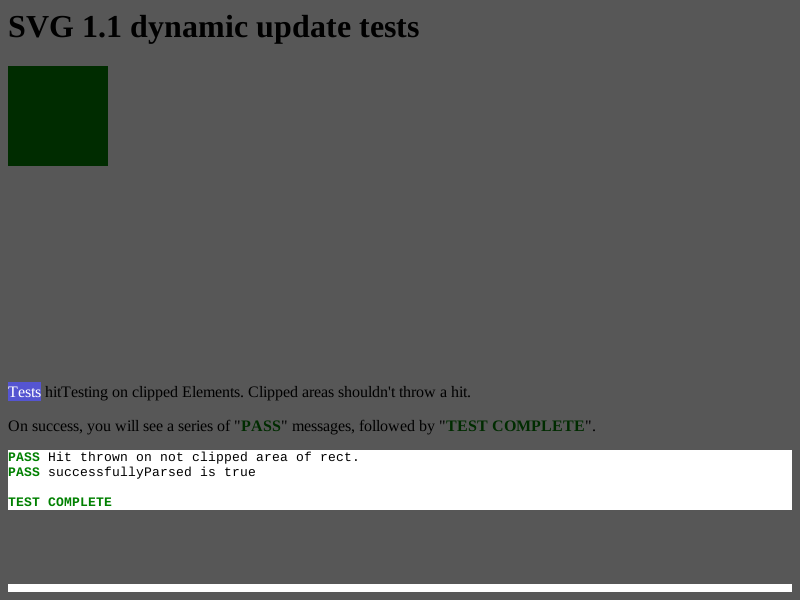 SVG 1.1 dynamic update tests
Tests hitTesting on clipped Elements. Clipped areas shouldn't throw a hit.
On success, you will see a series of "PASS" messages, followed by "TEST COMPLETE".
PASS Hit thrown on not clipped area of rect.
PASS successfullyParsed is true
TEST COMPLETE